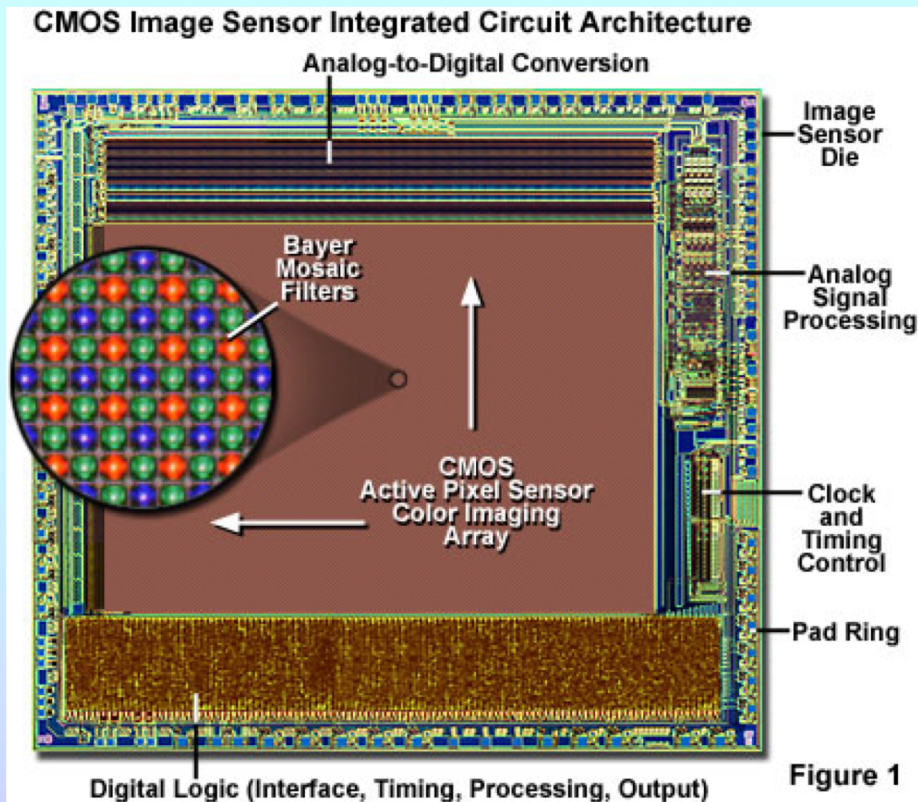 CMOS Image Sensor Integrated Circuit Architecture
Analog-to-Digital Conversion
Image
Sensor
Die
Bayer
Mosaic
Filters
Analog
Signal
Processing
CMOS
Active Pixel Sensor
Color Imaging
Array
Clock
and
Timing
Control
Pad Ring
Digital Logic (Interface, Timing, Processing, Output)
Figure 1